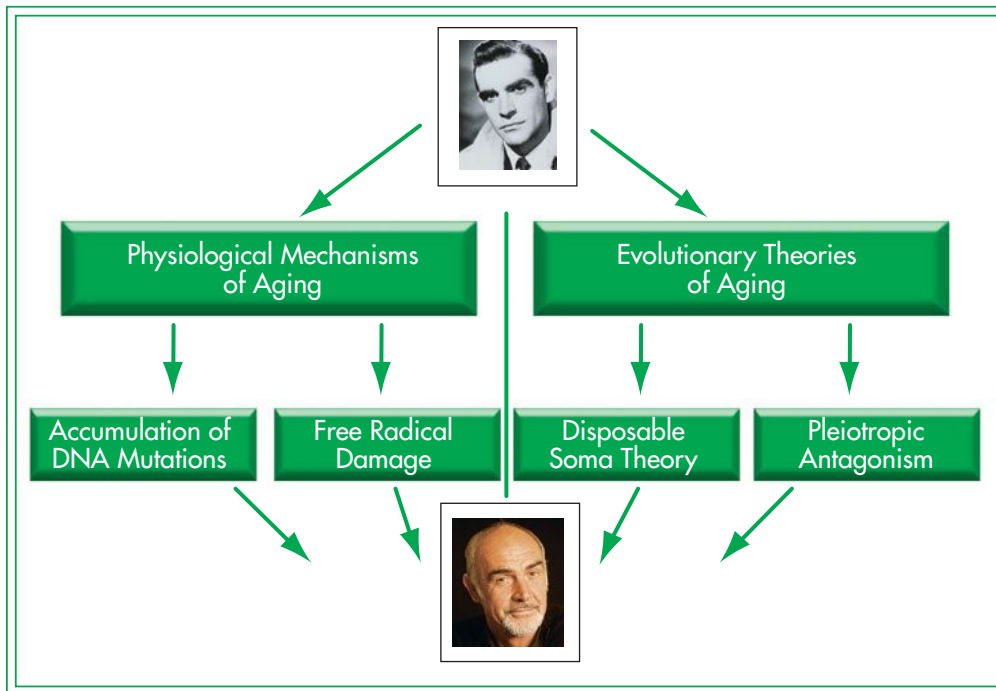 Physiological Mechanisms
of Aging
Evolutionary Theories
of Aging
Accumulation of
DNA Mutations
Free Radical
Damage
Disposable
Soma Theory
Pleiotropic
Antagonism